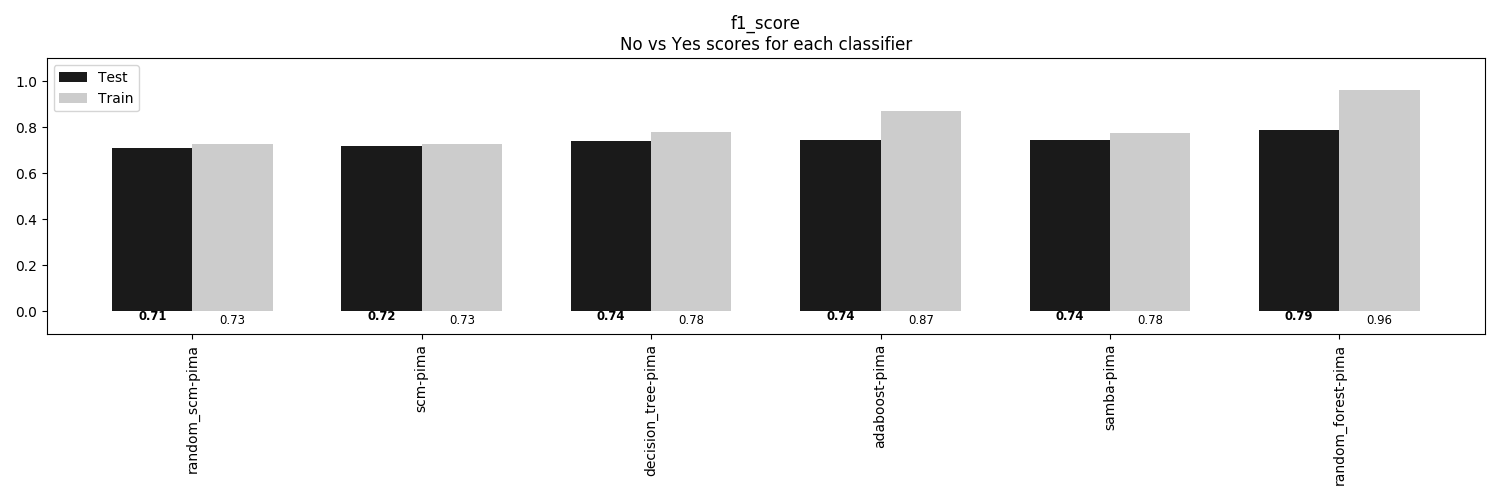 f1_score
No vs Yes scores for each classifier
Test
Train
1.0
0.8
0.6
0.4
0.2
0.0
0.71 0.73 0.72 0.73 0.74 0.78 0.74 0.87 0.74 0.78 0.79 0.96
random_scm-pima
scm-pima
decision_tree-pima
adaboost-pima
samba-pima
random_forest-pima